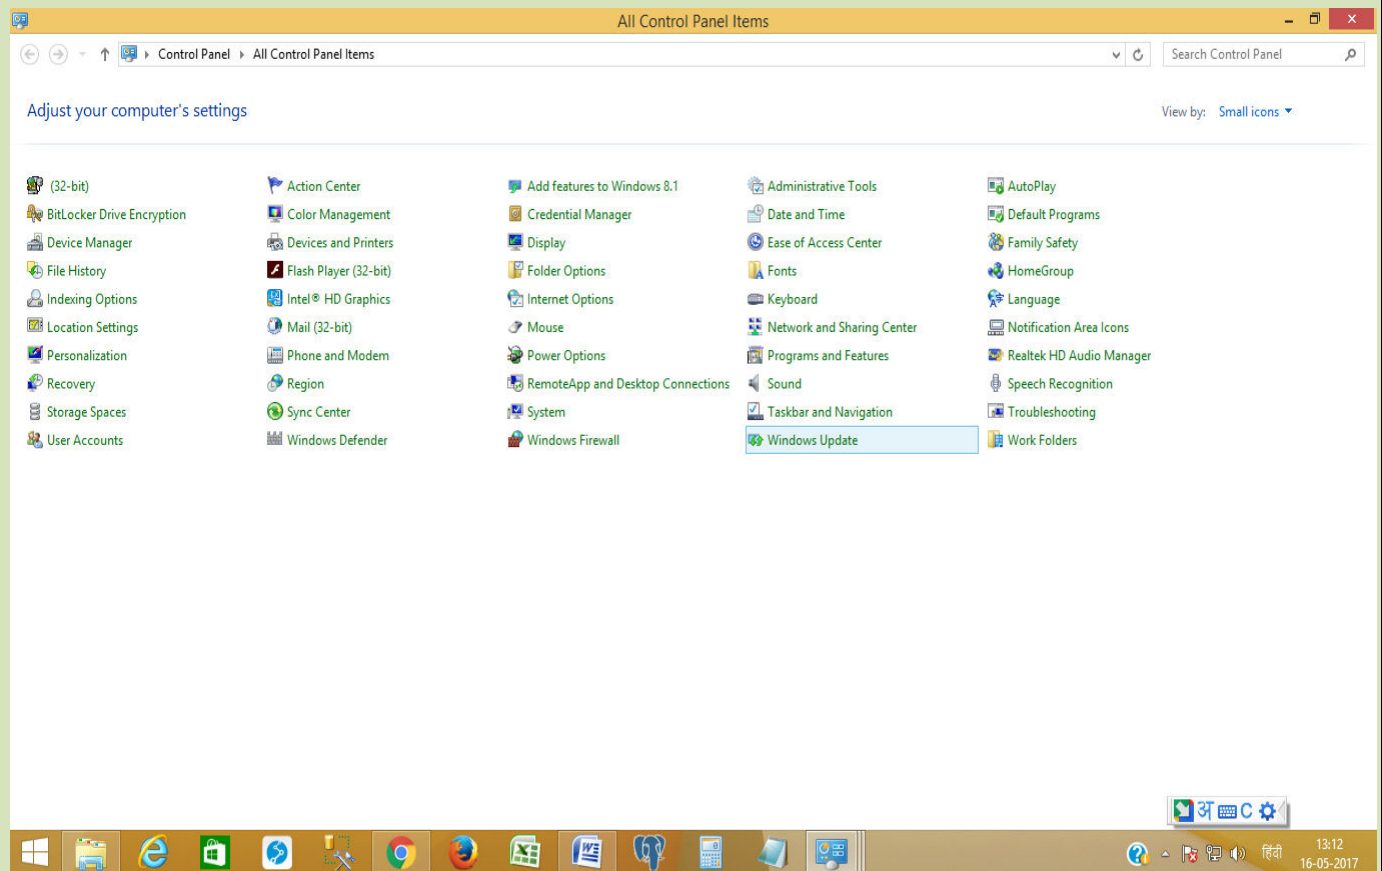 All Control Panel Items
Control Panel All Control Panel Items
Search Control Panel
Adjust your computer's settings
View by: Small icons
(32-bit) Action Center Add features to Windows 8.1 Administrative Tools AutoPlay
BitLocker Drive Encryption Color Management Credential Manager Date and Time Default Programs
Device Manager Devices and Printers Display Ease of Access Center Family Safety
File History Flash Player (32-bit) Folder Options Fonts HomeGroup
Indexing Options Intel® HD Graphics Internet Options Keyboard Language
Location Settings Mail (32-bit) Mouse Network and Sharing Center Notification Area Icons
Personalization Phone and Modem Power Options Programs and Features Realtek HD Audio Manager
Recovery Region RemoteApp and Desktop Connections Sound Speech Recognition
Storage Spaces Sync Center System Taskbar and Navigation Troubleshooting
User Accounts Windows Defender Windows Firewall Windows Update Work Folders
अ C
हिंदी 13:12
16-05-2017